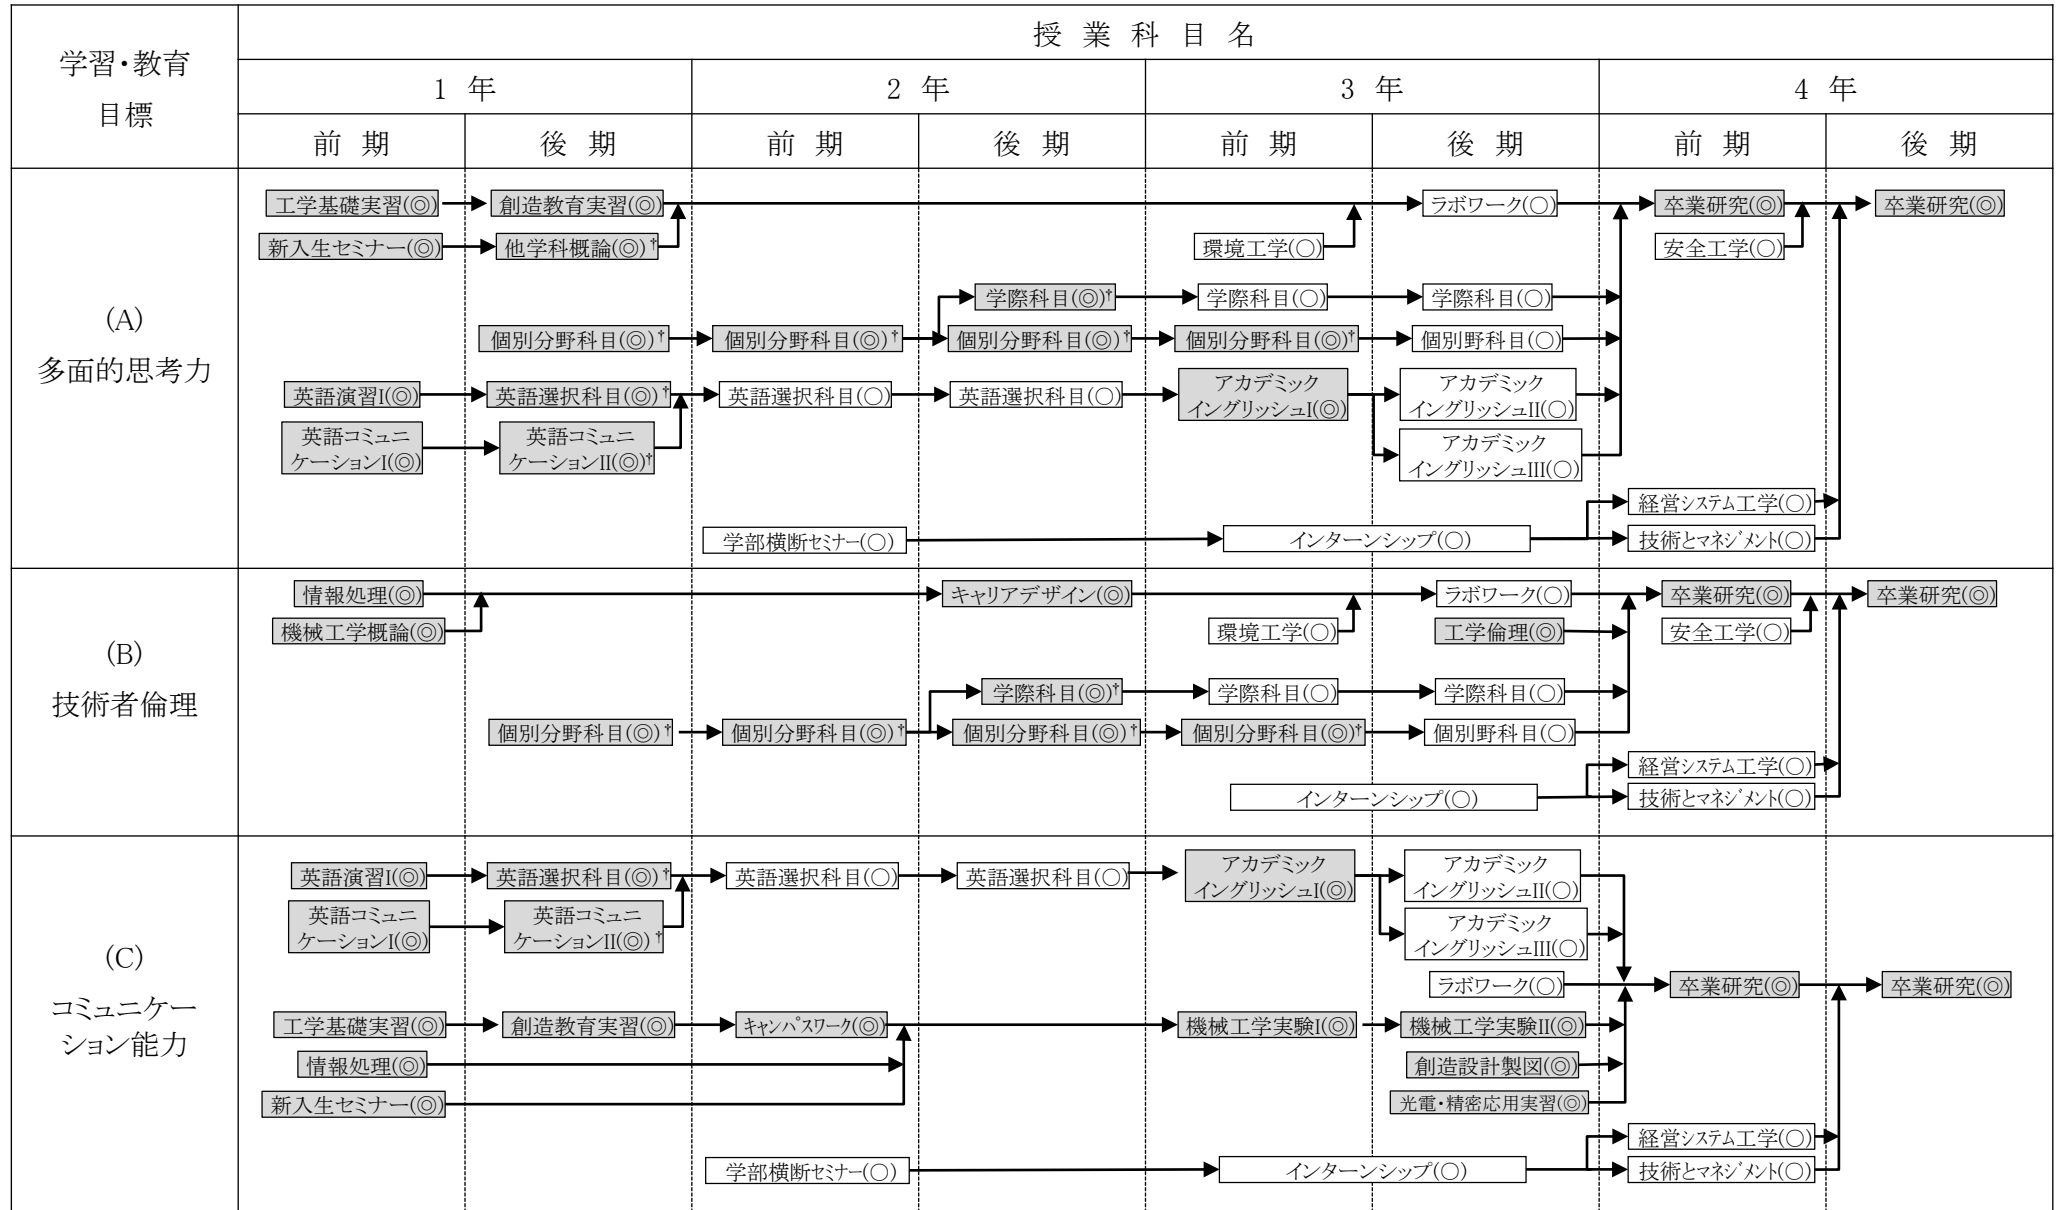 学習・教育
目標
授 業 科 目 名
1 年
2 年
3 年
4 年
前 期
後 期
前 期
後 期
前 期
後 期
前 期
後 期
(A)
多面的思考力
工学基礎実習(◎)
創造教育実習(◎)
ラボワーク(○)
卒業研究(◎)
卒業研究(◎)
新入生セミナー(◎)
他学科概論(◎)†
環境工学(○)
安全工学(○)
学際科目(◎)†
学際科目(○)
学際科目(○)
個別分野科目(◎)†
個別分野科目(◎)†
個別分野科目(◎)†
個別分野科目(◎)†
個別野科目(○)
英語演習I(◎)
英語選択科目(◎)†
英語選択科目(○)
英語選択科目(○)
アカデミック
イングリッシュI(◎)
アカデミック
イングリッシュII(○)
英語コミュニ
ケーションI(◎)
英語コミュニ
ケーションII(◎)†
アカデミック
イングリッシュIII(○)
経営システム工学(○)
学部横断セミナー(○)
インターンシップ(○)
技術とマネジメント(○)
(B)
技術者倫理
情報処理(◎)
キャリアデザイン(◎)
ラボワーク(○)
卒業研究(◎)
卒業研究(◎)
機械工学概論(◎)
環境工学(○)
工学倫理(◎)
安全工学(○)
学際科目(◎)†
学際科目(○)
学際科目(○)
個別分野科目(◎)†
個別分野科目(◎)†
個別分野科目(◎)†
個別分野科目(◎)†
個別野科目(○)
経営システム工学(○)
インターンシップ(○)
技術とマネジメント(○)
(C)
コミュニケー
ション能力
英語演習I(◎)
英語選択科目(◎)†
英語選択科目(○)
英語選択科目(○)
アカデミック
イングリッシュI(◎)
アカデミック
イングリッシュII(○)
英語コミュニ
ケーションI(◎)
英語コミュニ
ケーションII(◎)†
アカデミック
イングリッシュIII(○)
ラボワーク(○)
卒業研究(◎)
卒業研究(◎)
工学基礎実習(◎)
創造教育実習(◎)
キャンパスワーク(◎)
機械工学実験I(◎)
機械工学実験II(◎)
情報処理(◎)
創造設計製図(◎)
新入生セミナー(◎)
光電・精密応用実習(◎)
経営システム工学(○)
学部横断セミナー(○)
インターンシップ(○)
技術とマネジメント(○)